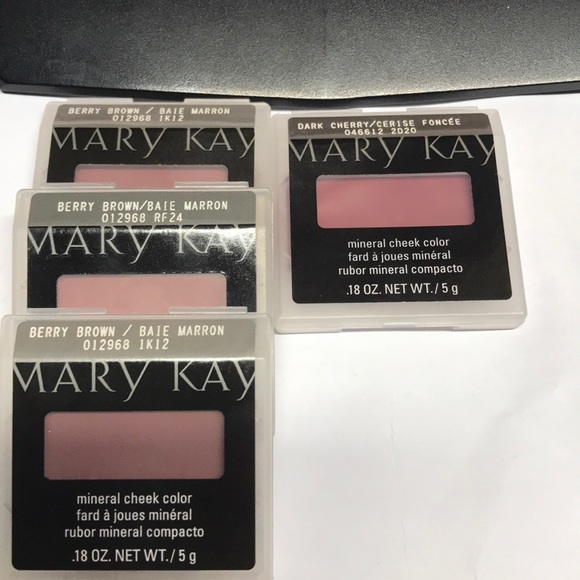 BERRY BROWN / BAIE MARRON
012968 1K12
MARY KAY
BERRY BROWN/BAIE MARRON
012968 RF24
MARY KAY
BERRY BROWN / BAIE MARRON
012968 1K12
MARY KAY
mineral cheek color
fard à joues minéral
rubor mineral compacto
.18 OZ. NET WT./5 g
DARK CHERRY/CERISE FONCÉE
046612 2D20
MARY KAY
mineral cheek color
fard à joues minéral
rubor mineral compacto
.18 OZ. NET WT./5 g